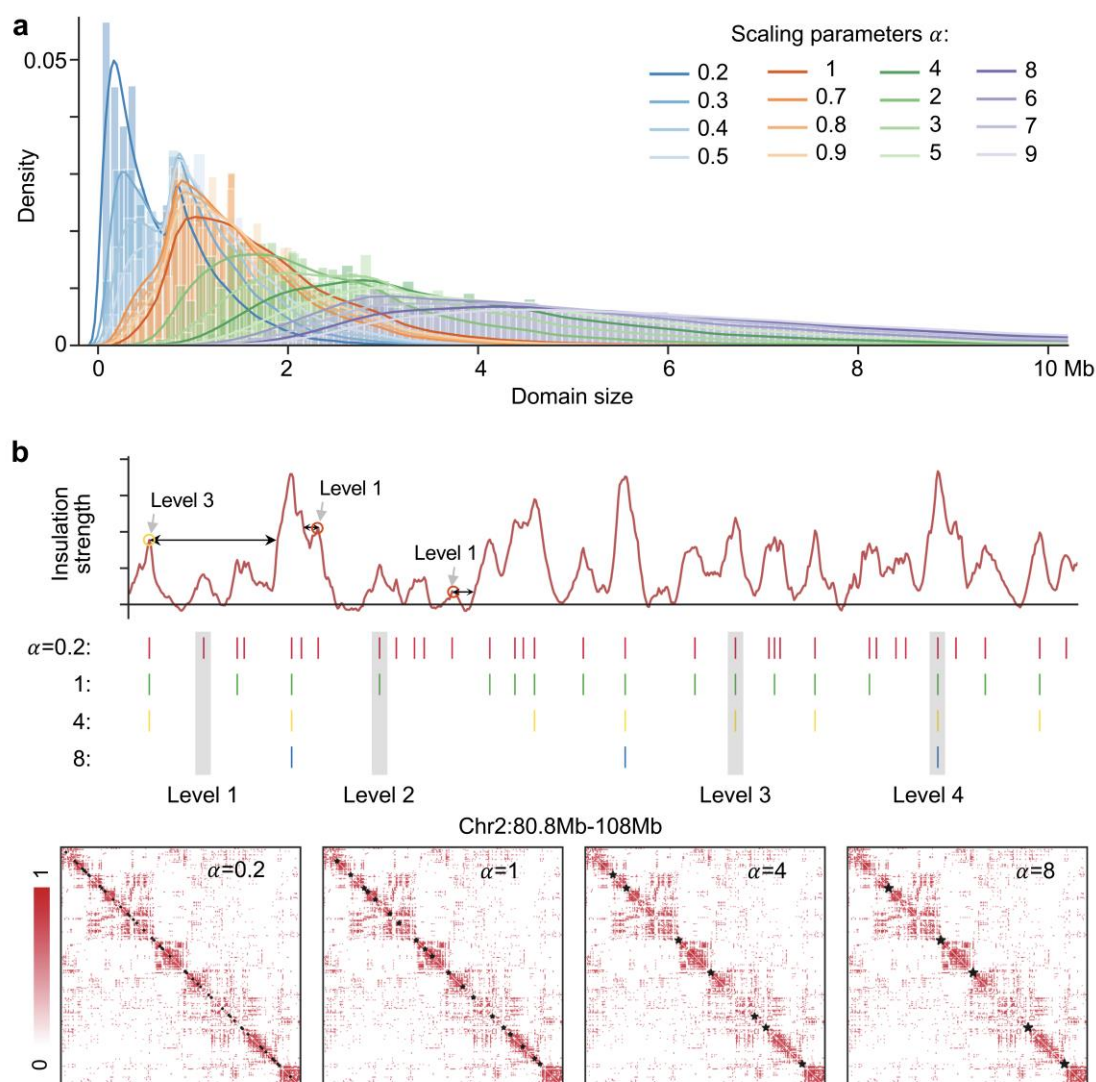 a
Scaling parameters α:
0.2 1 4 8
0.3 0.7 2 6
0.4 0.8 3 7
0.5 0.9 5 9
0.05
0
Density
0 2 4 6 8 10 Mb
Domain size
b
Insulation
strength
Level 3
Level 1
Level 1
α=0.2:
1:
4:
8:
Level 1 Level 2 Level 3 Level 4
Chr2:80.8Mb-108Mb
1
0
α=0.2 α=1 α=4 α=8